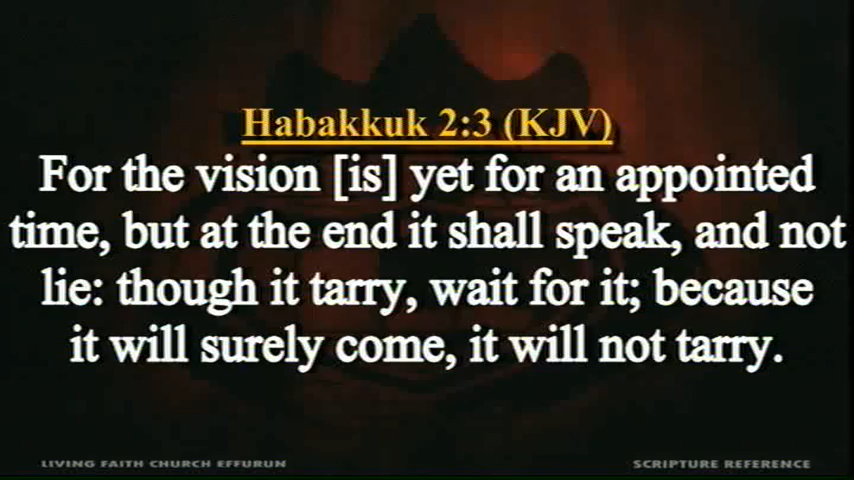 Habakkuk 2:3 (KJV)
For the vision [is] yet for an appointed
time, but at the end it shall speak, and not
lie: though it tarry, wait for it; because
it will surely come, it will not tarry.
LIVING FAITH CHURCH EFFURUN
SCRIPTURE REFERENCE